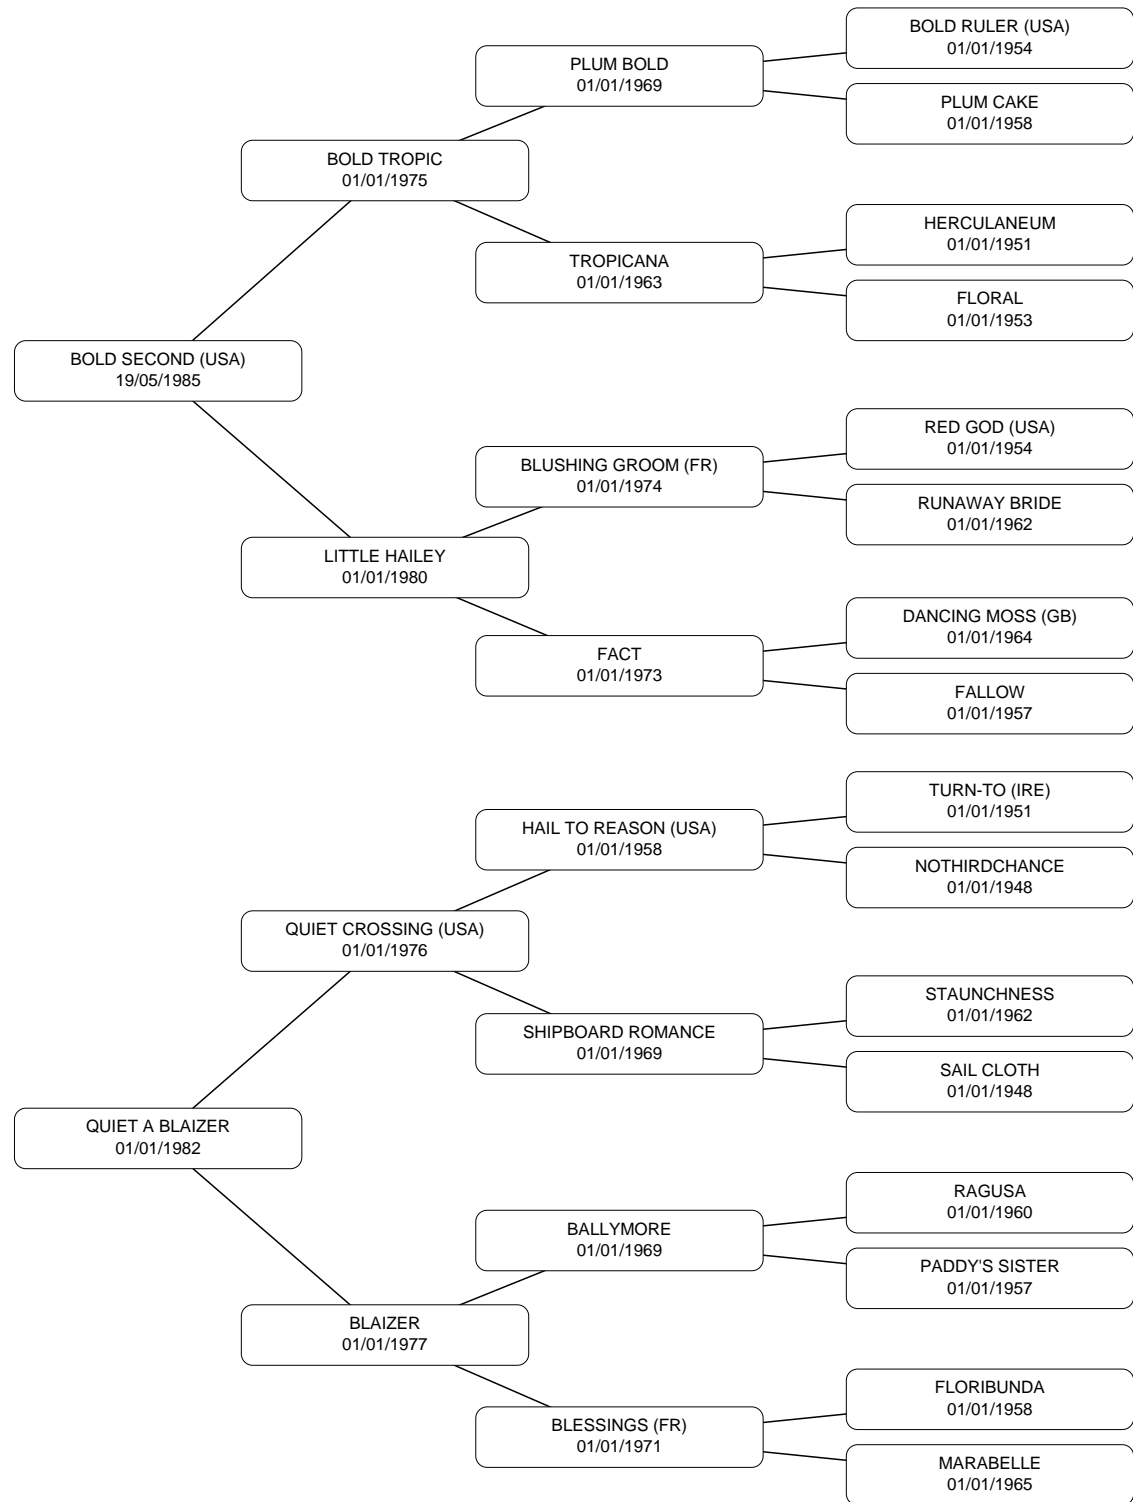 BOLD RULER (USA)
01/01/1954
PLUM BOLD
01/01/1969
PLUM CAKE
01/01/1958
BOLD TROPIC
01/01/1975
HERCULANEUM
01/01/1951
TROPICANA
01/01/1963
FLORAL
01/01/1953
BOLD SECOND (USA)
19/05/1985
RED GOD (USA)
01/01/1954
BLUSHING GROOM (FR)
01/01/1974
RUNAWAY BRIDE
01/01/1962
LITTLE HAILEY
01/01/1980
DANCING MOSS (GB)
01/01/1964
FACT
01/01/1973
FALLOW
01/01/1957
TURN-TO (IRE)
01/01/1951
HAIL TO REASON (USA)
01/01/1958
NOTHIRDCHANCE
01/01/1948
QUIET CROSSING (USA)
01/01/1976
STAUNCHNESS
01/01/1962
SHIPBOARD ROMANCE
01/01/1969
SAIL CLOTH
01/01/1948
QUIET A BLAIZER
01/01/1982
RAGUSA
01/01/1960
BALLYMORE
01/01/1969
PADDY'S SISTER
01/01/1957
BLAIZER
01/01/1977
FLORIBUNDA
01/01/1958
BLESSINGS (FR)
01/01/1971
MARABELLE
01/01/1965